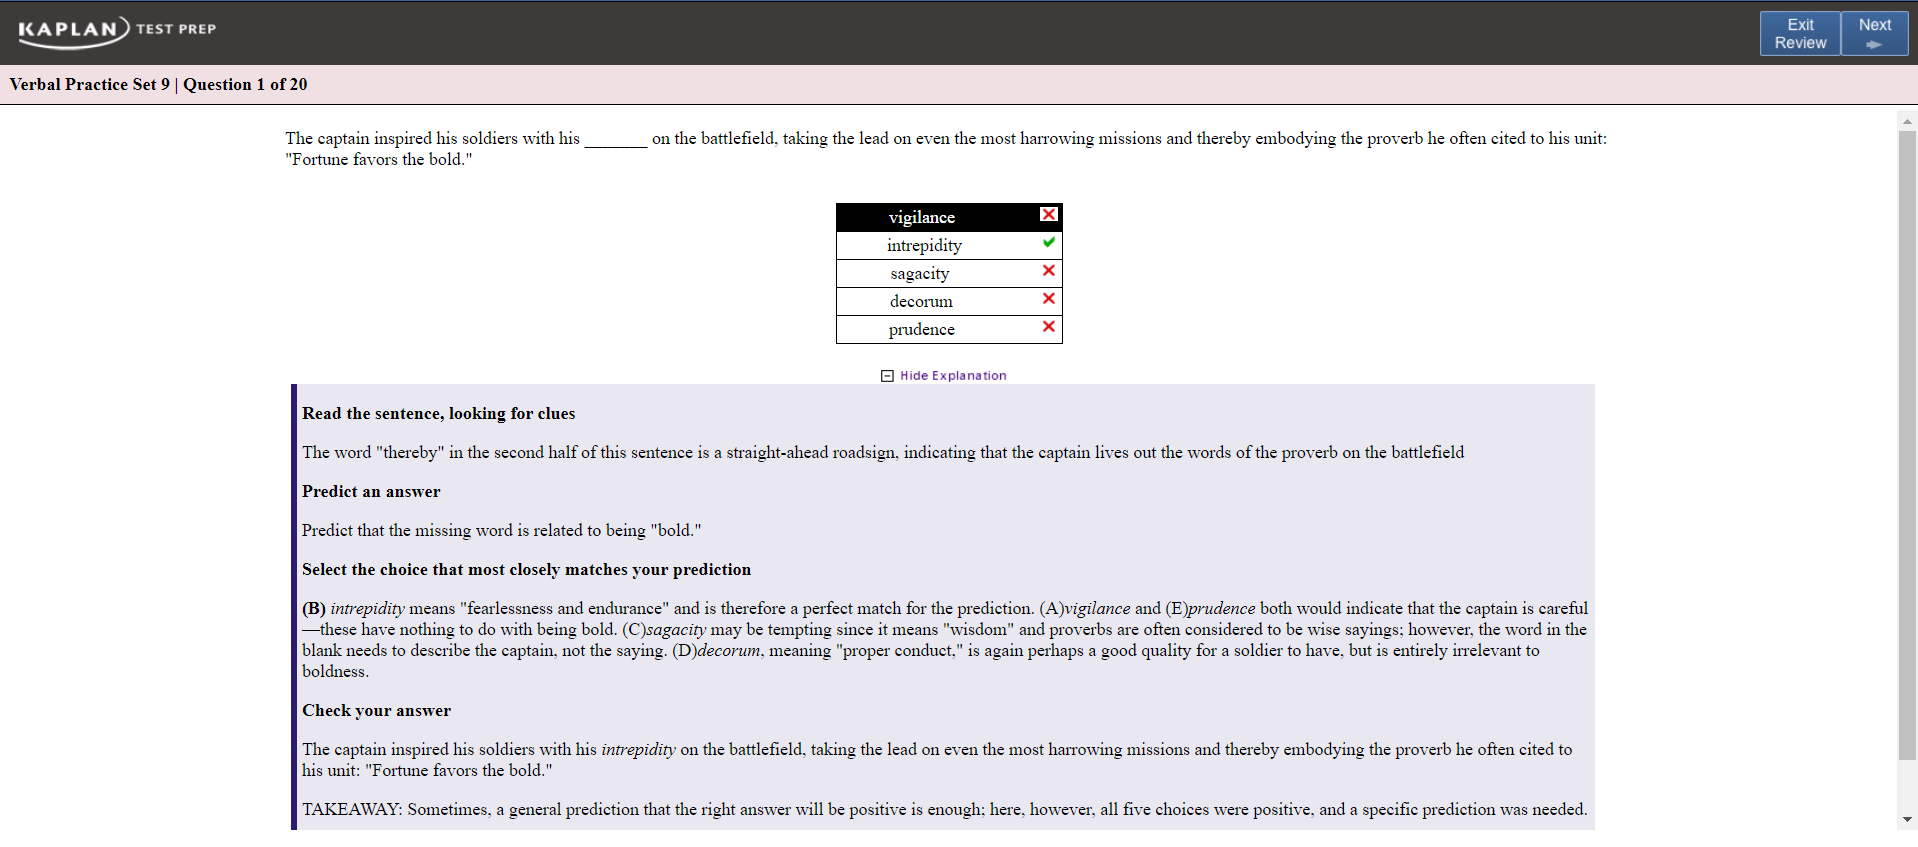 KAPLAN TEST PREP
Exit
Review
Next
Verbal Practice Set 9 | Question 1 of 20
The captain inspired his soldiers with his _______ on the battlefield, taking the lead on even the most harrowing missions and thereby embodying the proverb he often cited to his unit:
"Fortune favors the bold."
vigilance
intrepidity
sagacity
decorum
prudence
Hide Explanation
Read the sentence, looking for clues
The word "thereby" in the second half of this sentence is a straight-ahead roadsign, indicating that the captain lives out the words of the proverb on the battlefield
Predict an answer
Predict that the missing word is related to being "bold."
Select the choice that most closely matches your prediction
(B) intrepidity means "fearlessness and endurance" and is therefore a perfect match for the prediction. (A)vigilance and (E)prudence both would indicate that the captain is careful
—these have nothing to do with being bold. (C)sagacity may be tempting since it means "wisdom" and proverbs are often considered to be wise sayings; however, the word in the
blank needs to describe the captain, not the saying. (D)decorum, meaning "proper conduct," is again perhaps a good quality for a soldier to have, but is entirely irrelevant to
boldness.
Check your answer
The captain inspired his soldiers with his intrepidity on the battlefield, taking the lead on even the most harrowing missions and thereby embodying the proverb he often cited to
his unit: "Fortune favors the bold."
TAKEAWAY: Sometimes, a general prediction that the right answer will be positive is enough; here, however, all five choices were positive, and a specific prediction was needed.